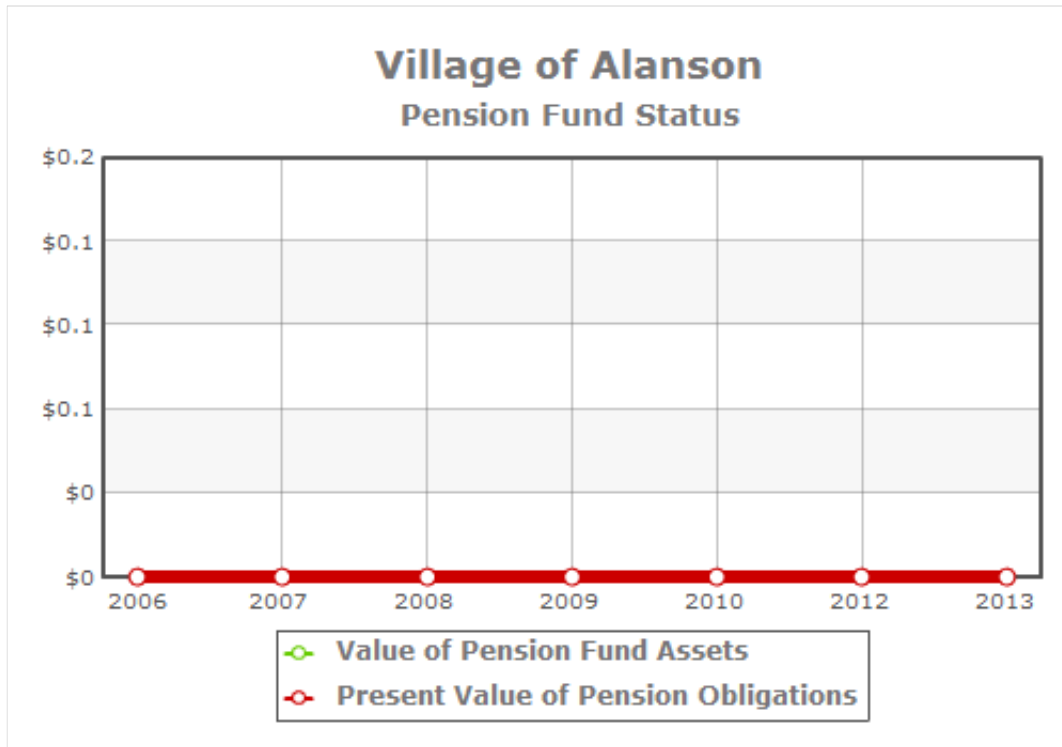 Village of Alanson
Pension Fund Status
$0.2
$0.1
$0.1
$0.1
$0
$0
2006 2007 2008 2009 2010 2012 2013
Value of Pension Fund Assets
Present Value of Pension Obligations